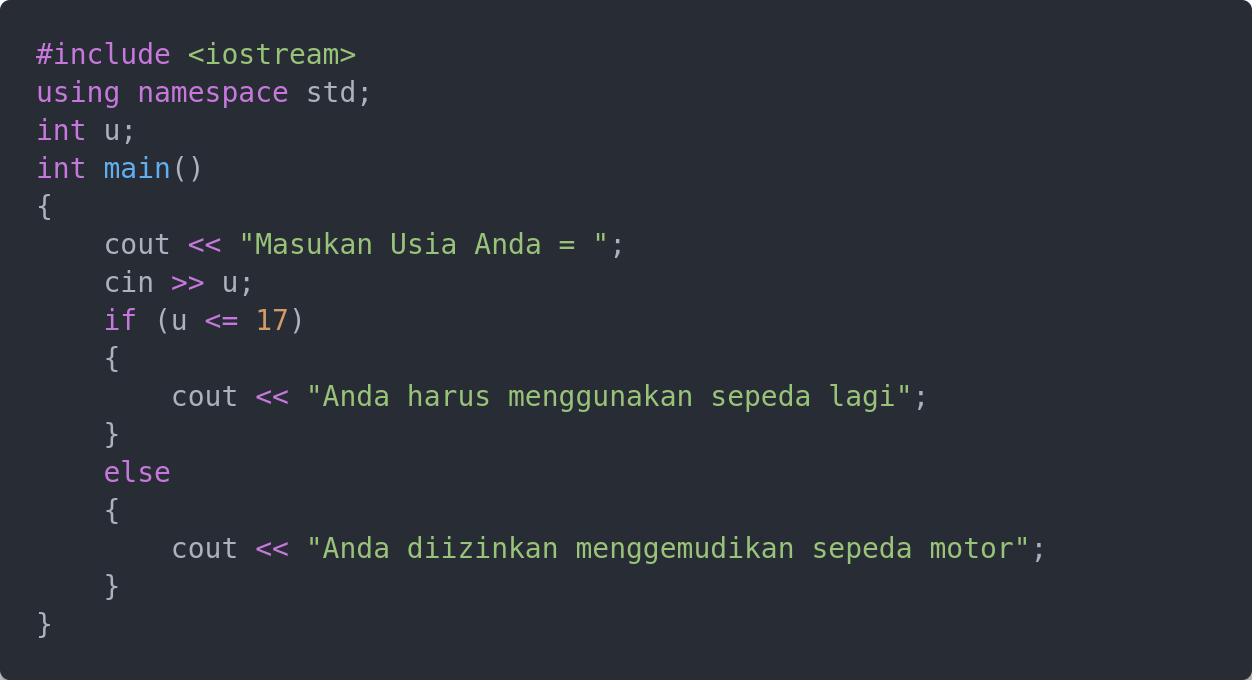 #include <iostream>
using namespace std;
int u;
int main()
{
    cout << "Masukan Usia Anda = ";
    cin >> u;
    if (u <= 17)
    {
        cout << "Anda harus menggunakan sepeda lagi";
    }
    else
    {
        cout << "Anda diizinkan menggemudikan sepeda motor";
    }
}